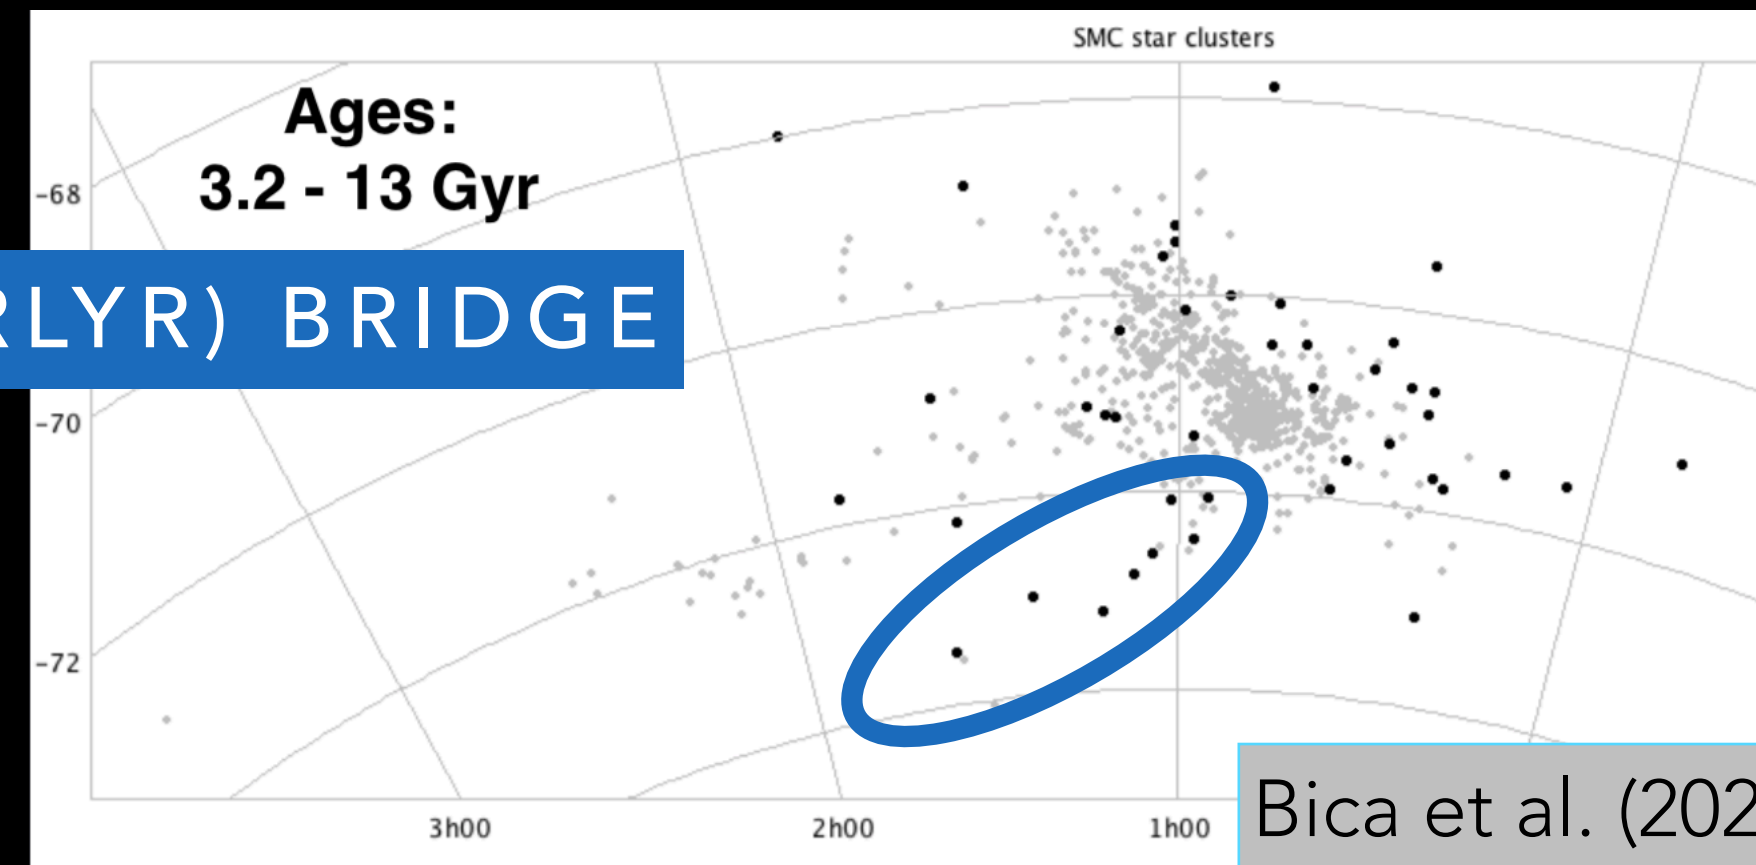 SMC star clusters
Ages:
3.2 - 13 Gyr
-68
RLYR) BRIDGE
-70
-72
3h00 2h00 1h00
Bica et al. (202